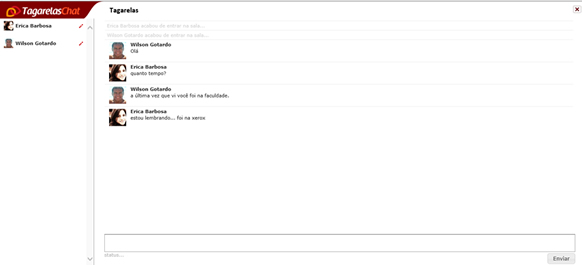 TagarelasChat
Tagarelas
Erica Barbosa
Wilson Gotardo
Erica Barbosa acabou de entrar na sala...
Wilson Gotardo acabou de entrar na sala...
Wilson Gotardo
Olá
Erica Barbosa
quanto tempo?
Wilson Gotardo
a última vez que vi você foi na faculdade.
Erica Barbosa
estou lembrando... foi na xerox
status...
Enviar